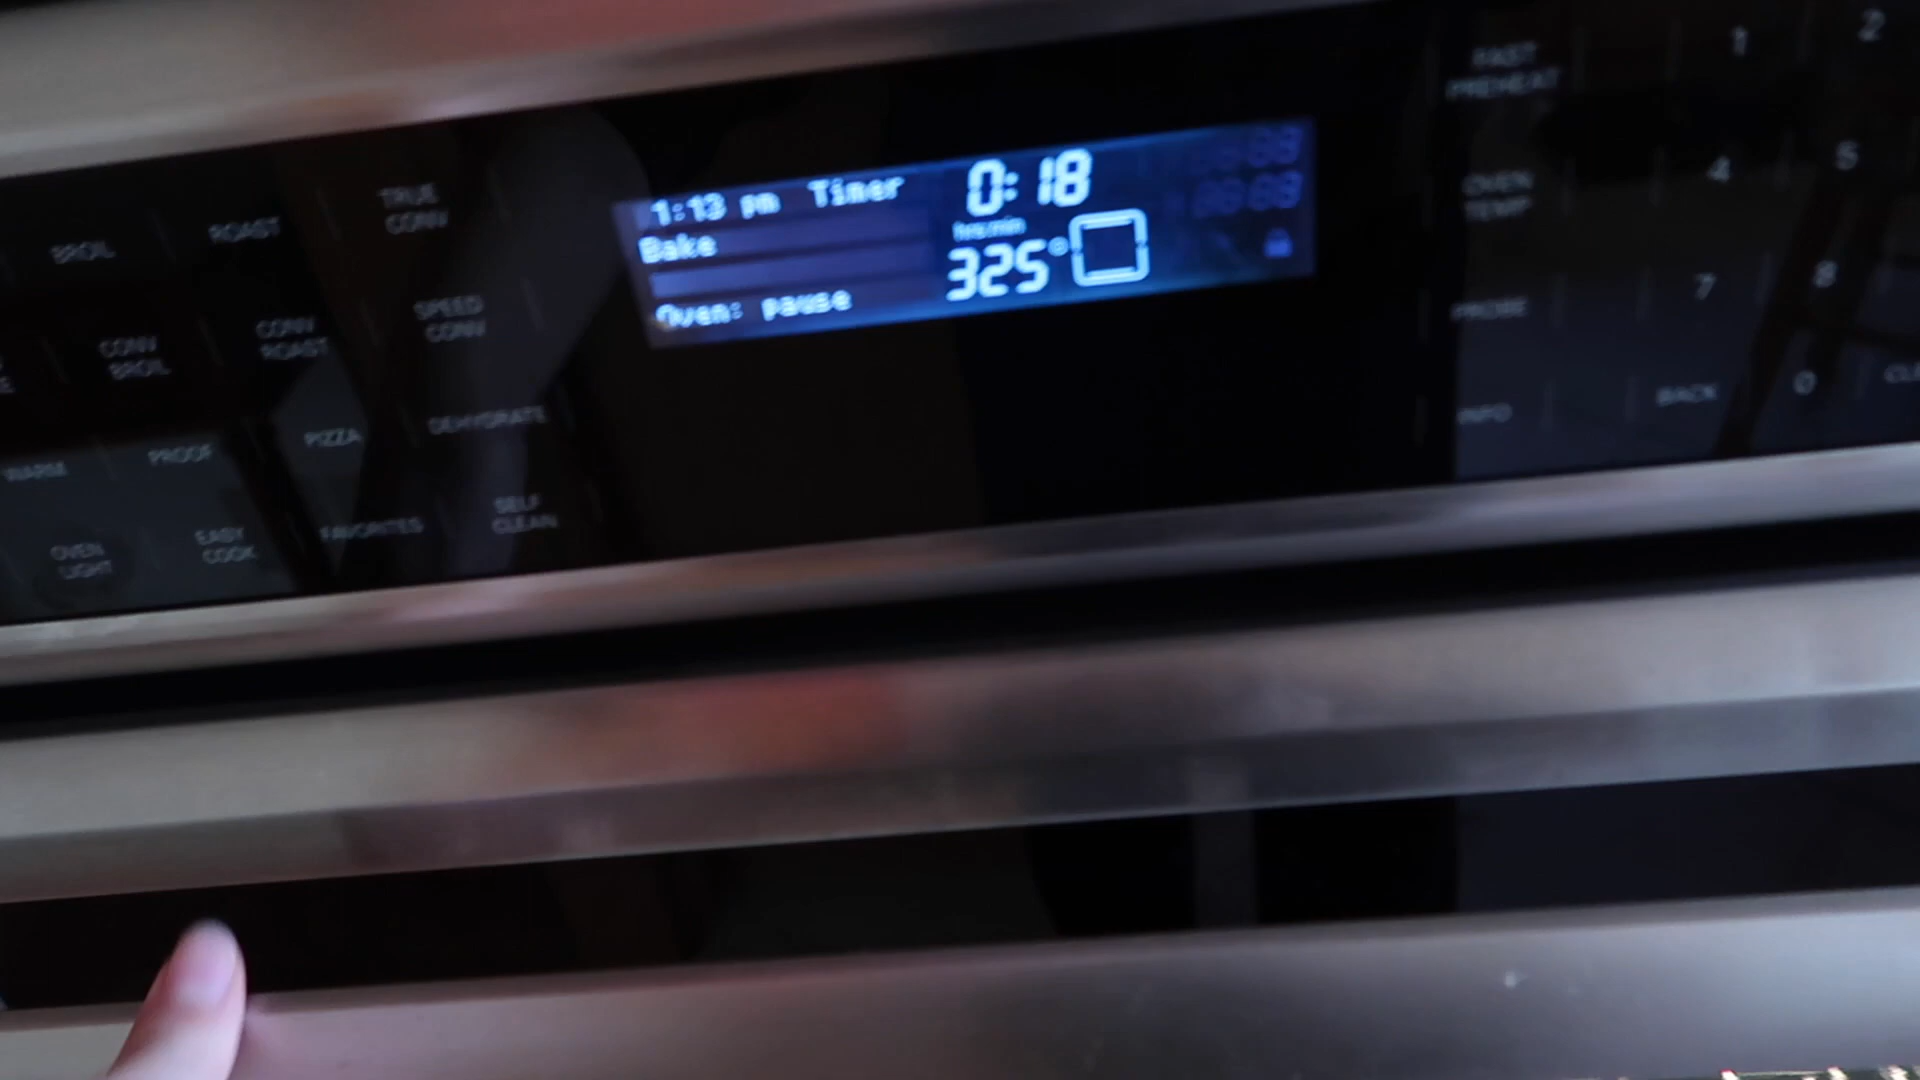 BROIL
ROAST
TRUE
CONV
CONV
BROIL
CONV
ROAST
SPEED
CONV
WARM
PROOF
PIZZA
DEHYDRATE
OVEN
LIGHT
EASY
COOK
FAVORITES
SELF
CLEAN
1:13 pm Timer 0:18
hrs:min
Bake 325°
Oven: pause
FAST
PREHEAT
1
2
OVEN
TEMP
4
5
PROBE
7
8
INFO
BACK
0